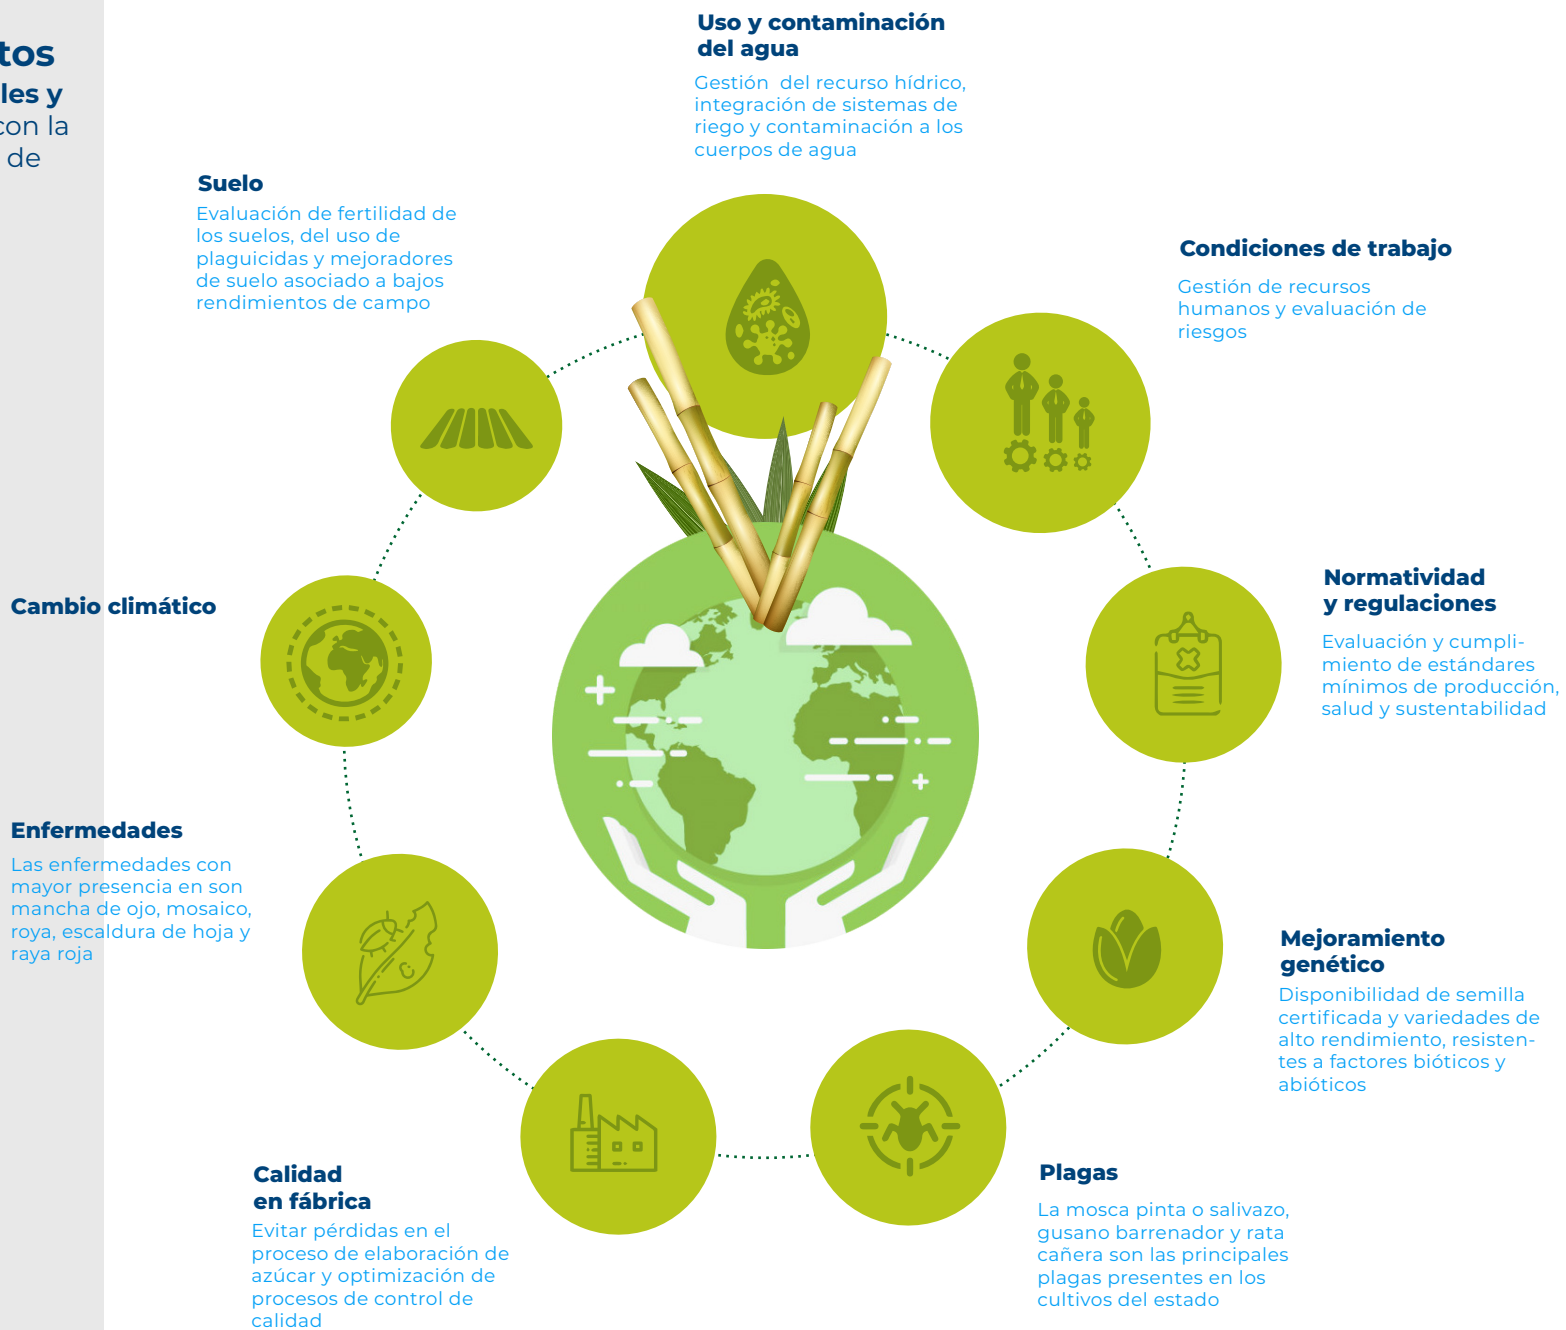 les y
con la
de
Uso y contaminación
del agua
Gestión del recurso hídrico,
integración de sistemas de
riego y contaminación a los
cuerpos de agua
Suelo
Evaluación de fertilidad de
los suelos, del uso de
plaguicidas y mejoradores
de suelo asociado a bajos
rendimientos de campo
Condiciones de trabajo
Gestión de recursos
humanos y evaluación de
riesgos
Cambio climático
Normatividad
y regulaciones
Evaluación y cumpli-
miento de estándares
mínimos de producción,
salud y sustentabilidad
Enfermedades
Las enfermedades con
mayor presencia en son
mancha de ojo, mosaico,
roya, escaldura de hoja y
raya roja
Mejoramiento
genético
Disponibilidad de semilla
certificada y variedades de
alto rendimiento, resisten-
tes a factores bióticos y
abióticos
Calidad
en fábrica
Evitar pérdidas en el
proceso de elaboración de
azúcar y optimización de
procesos de control de
calidad
Plagas
La mosca pinta o salivazo,
gusano barrenador y rata
cañera son las principales
plagas presentes en los
cultivos del estado